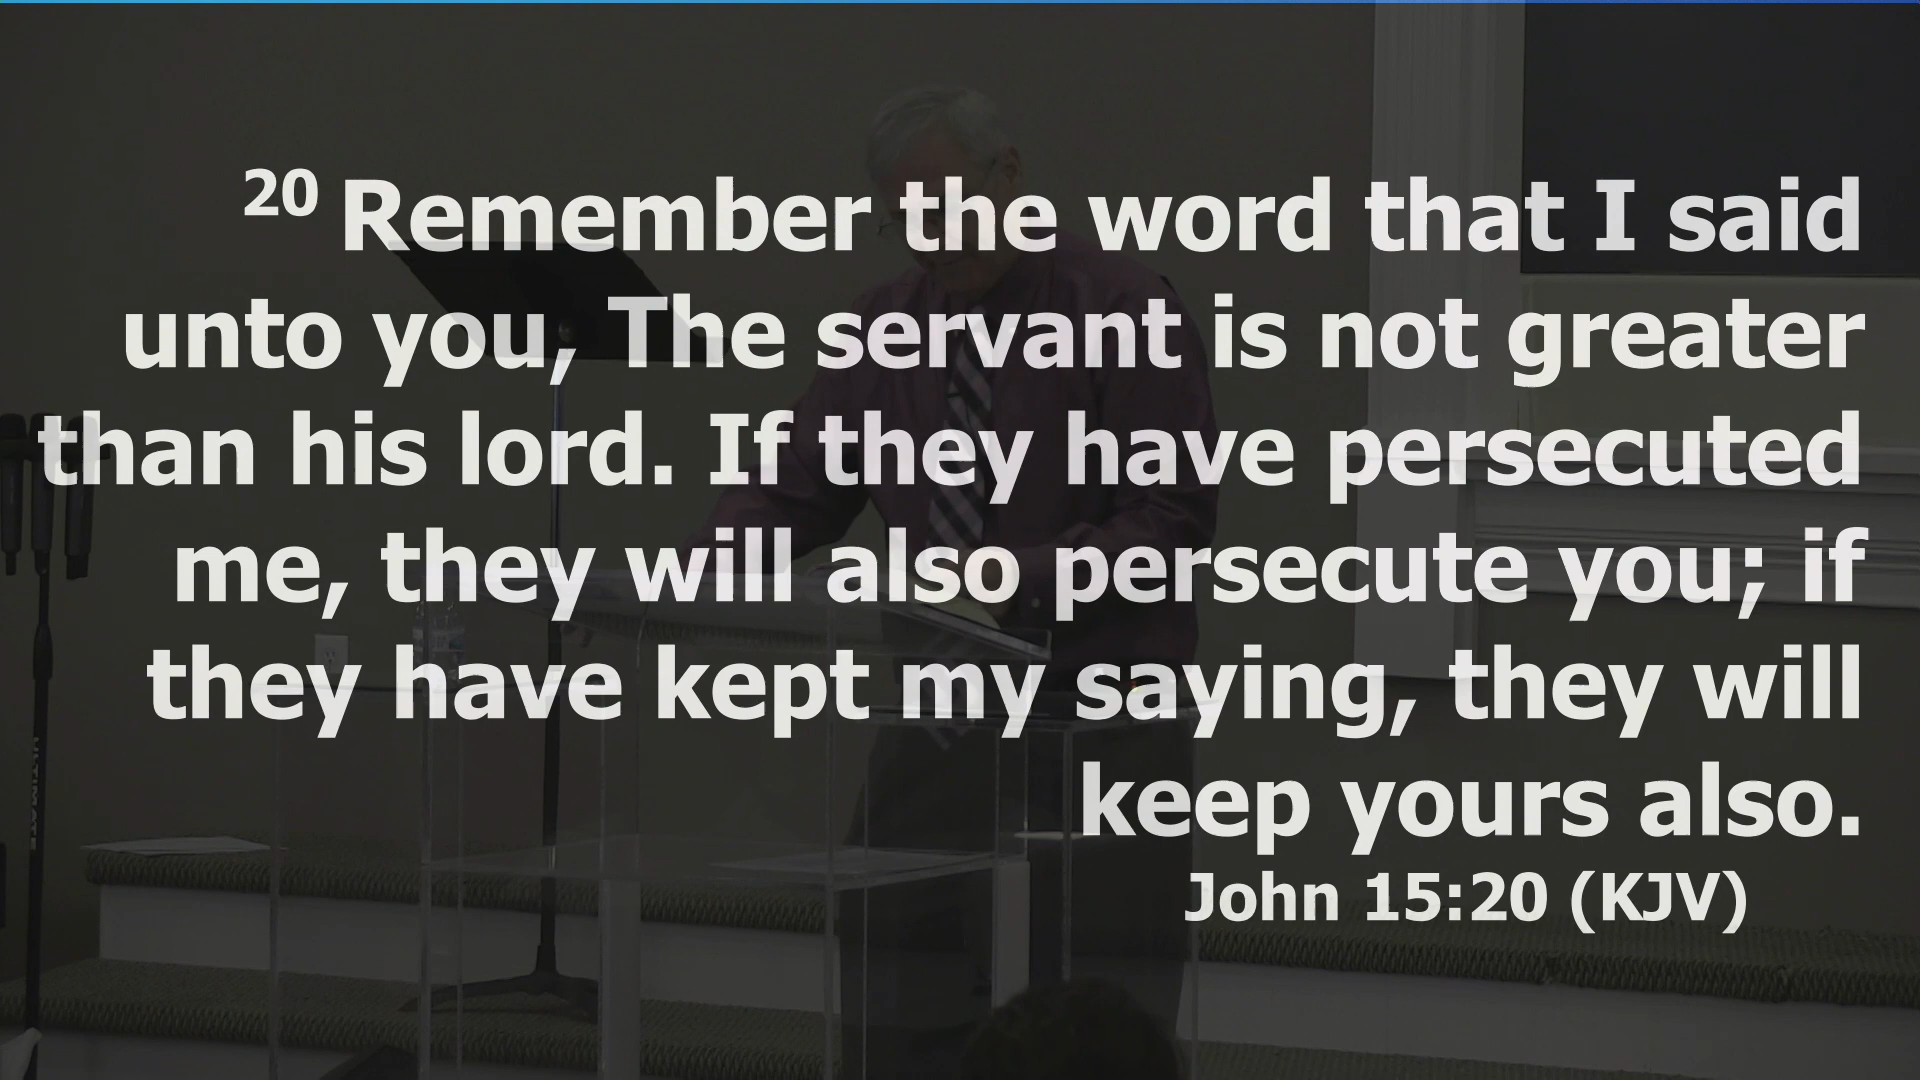 20 Remember the word that I said
unto you, The servant is not greater
than his lord. If they have persecuted
me, they will also persecute you; if
they have kept my saying, they will
keep yours also.
John 15:20 (KJV)
ULTIMATE